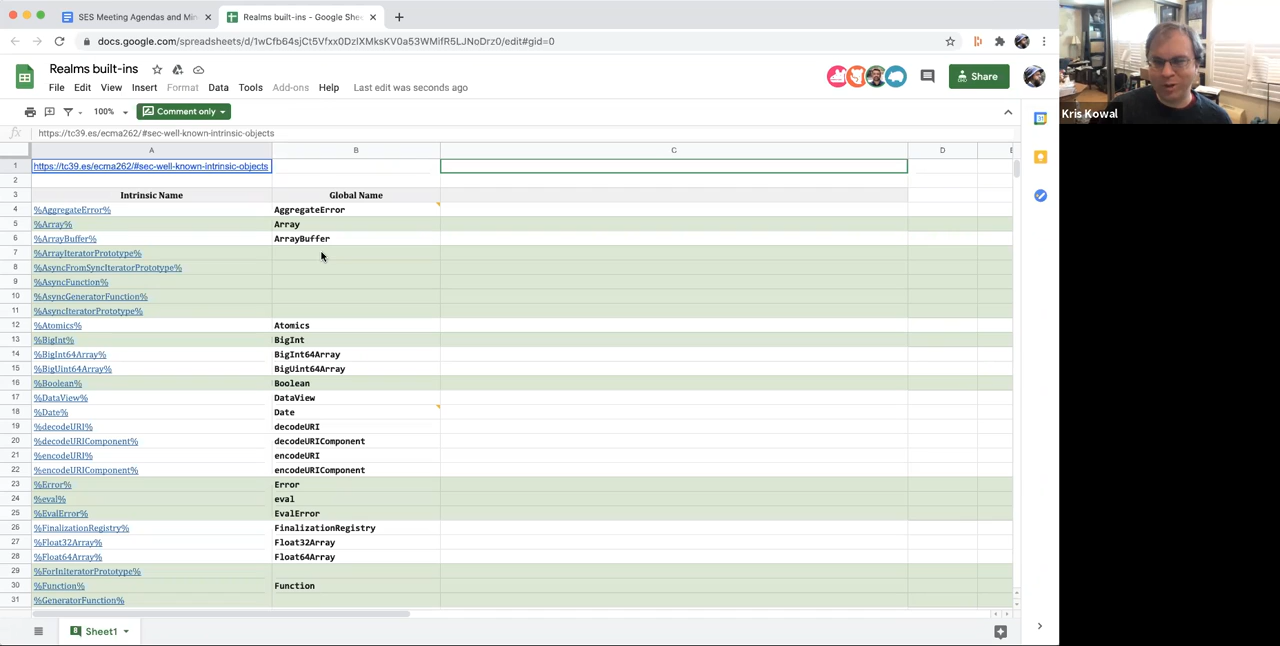 SES Meeting Agendas and Min
Realms built-ins - Google She
docs.google.com/spreadsheets/d/1wCfb64sjCt5Vfxx0DzIXMksKV0a53WMifR5LJNoDrz0/edit#gid=0
Realms built-ins
File Edit View Insert Format Data Tools Add-ons Help Last edit was seconds ago
Share
100% Comment only
fx https://tc39.es/ecma262/#sec-well-known-intrinsic-objects
A B C D E
1 https://tc39.es/ecma262/#sec-well-known-intrinsic-objects
2
3 Intrinsic Name Global Name
4 %AggregateError% AggregateError
5 %Array% Array
6 %ArrayBuffer% ArrayBuffer
7 %ArrayIteratorPrototype%
8 %AsyncFromSyncIteratorPrototype%
9 %AsyncFunction%
10 %AsyncGeneratorFunction%
11 %AsyncIteratorPrototype%
12 %Atomics% Atomics
13 %BigInt% BigInt
14 %BigInt64Array% BigInt64Array
15 %BigUint64Array% BigUint64Array
16 %Boolean% Boolean
17 %DataView% DataView
18 %Date% Date
19 %decodeURI% decodeURI
20 %decodeURIComponent% decodeURIComponent
21 %encodeURI% encodeURI
22 %encodeURIComponent% encodeURIComponent
23 %Error% Error
24 %eval% eval
25 %EvalError% EvalError
26 %FinalizationRegistry% FinalizationRegistry
27 %Float32Array% Float32Array
28 %Float64Array% Float64Array
29 %ForInIteratorPrototype%
30 %Function% Function
31 %GeneratorFunction%
8 Sheet1
Kris Kowal